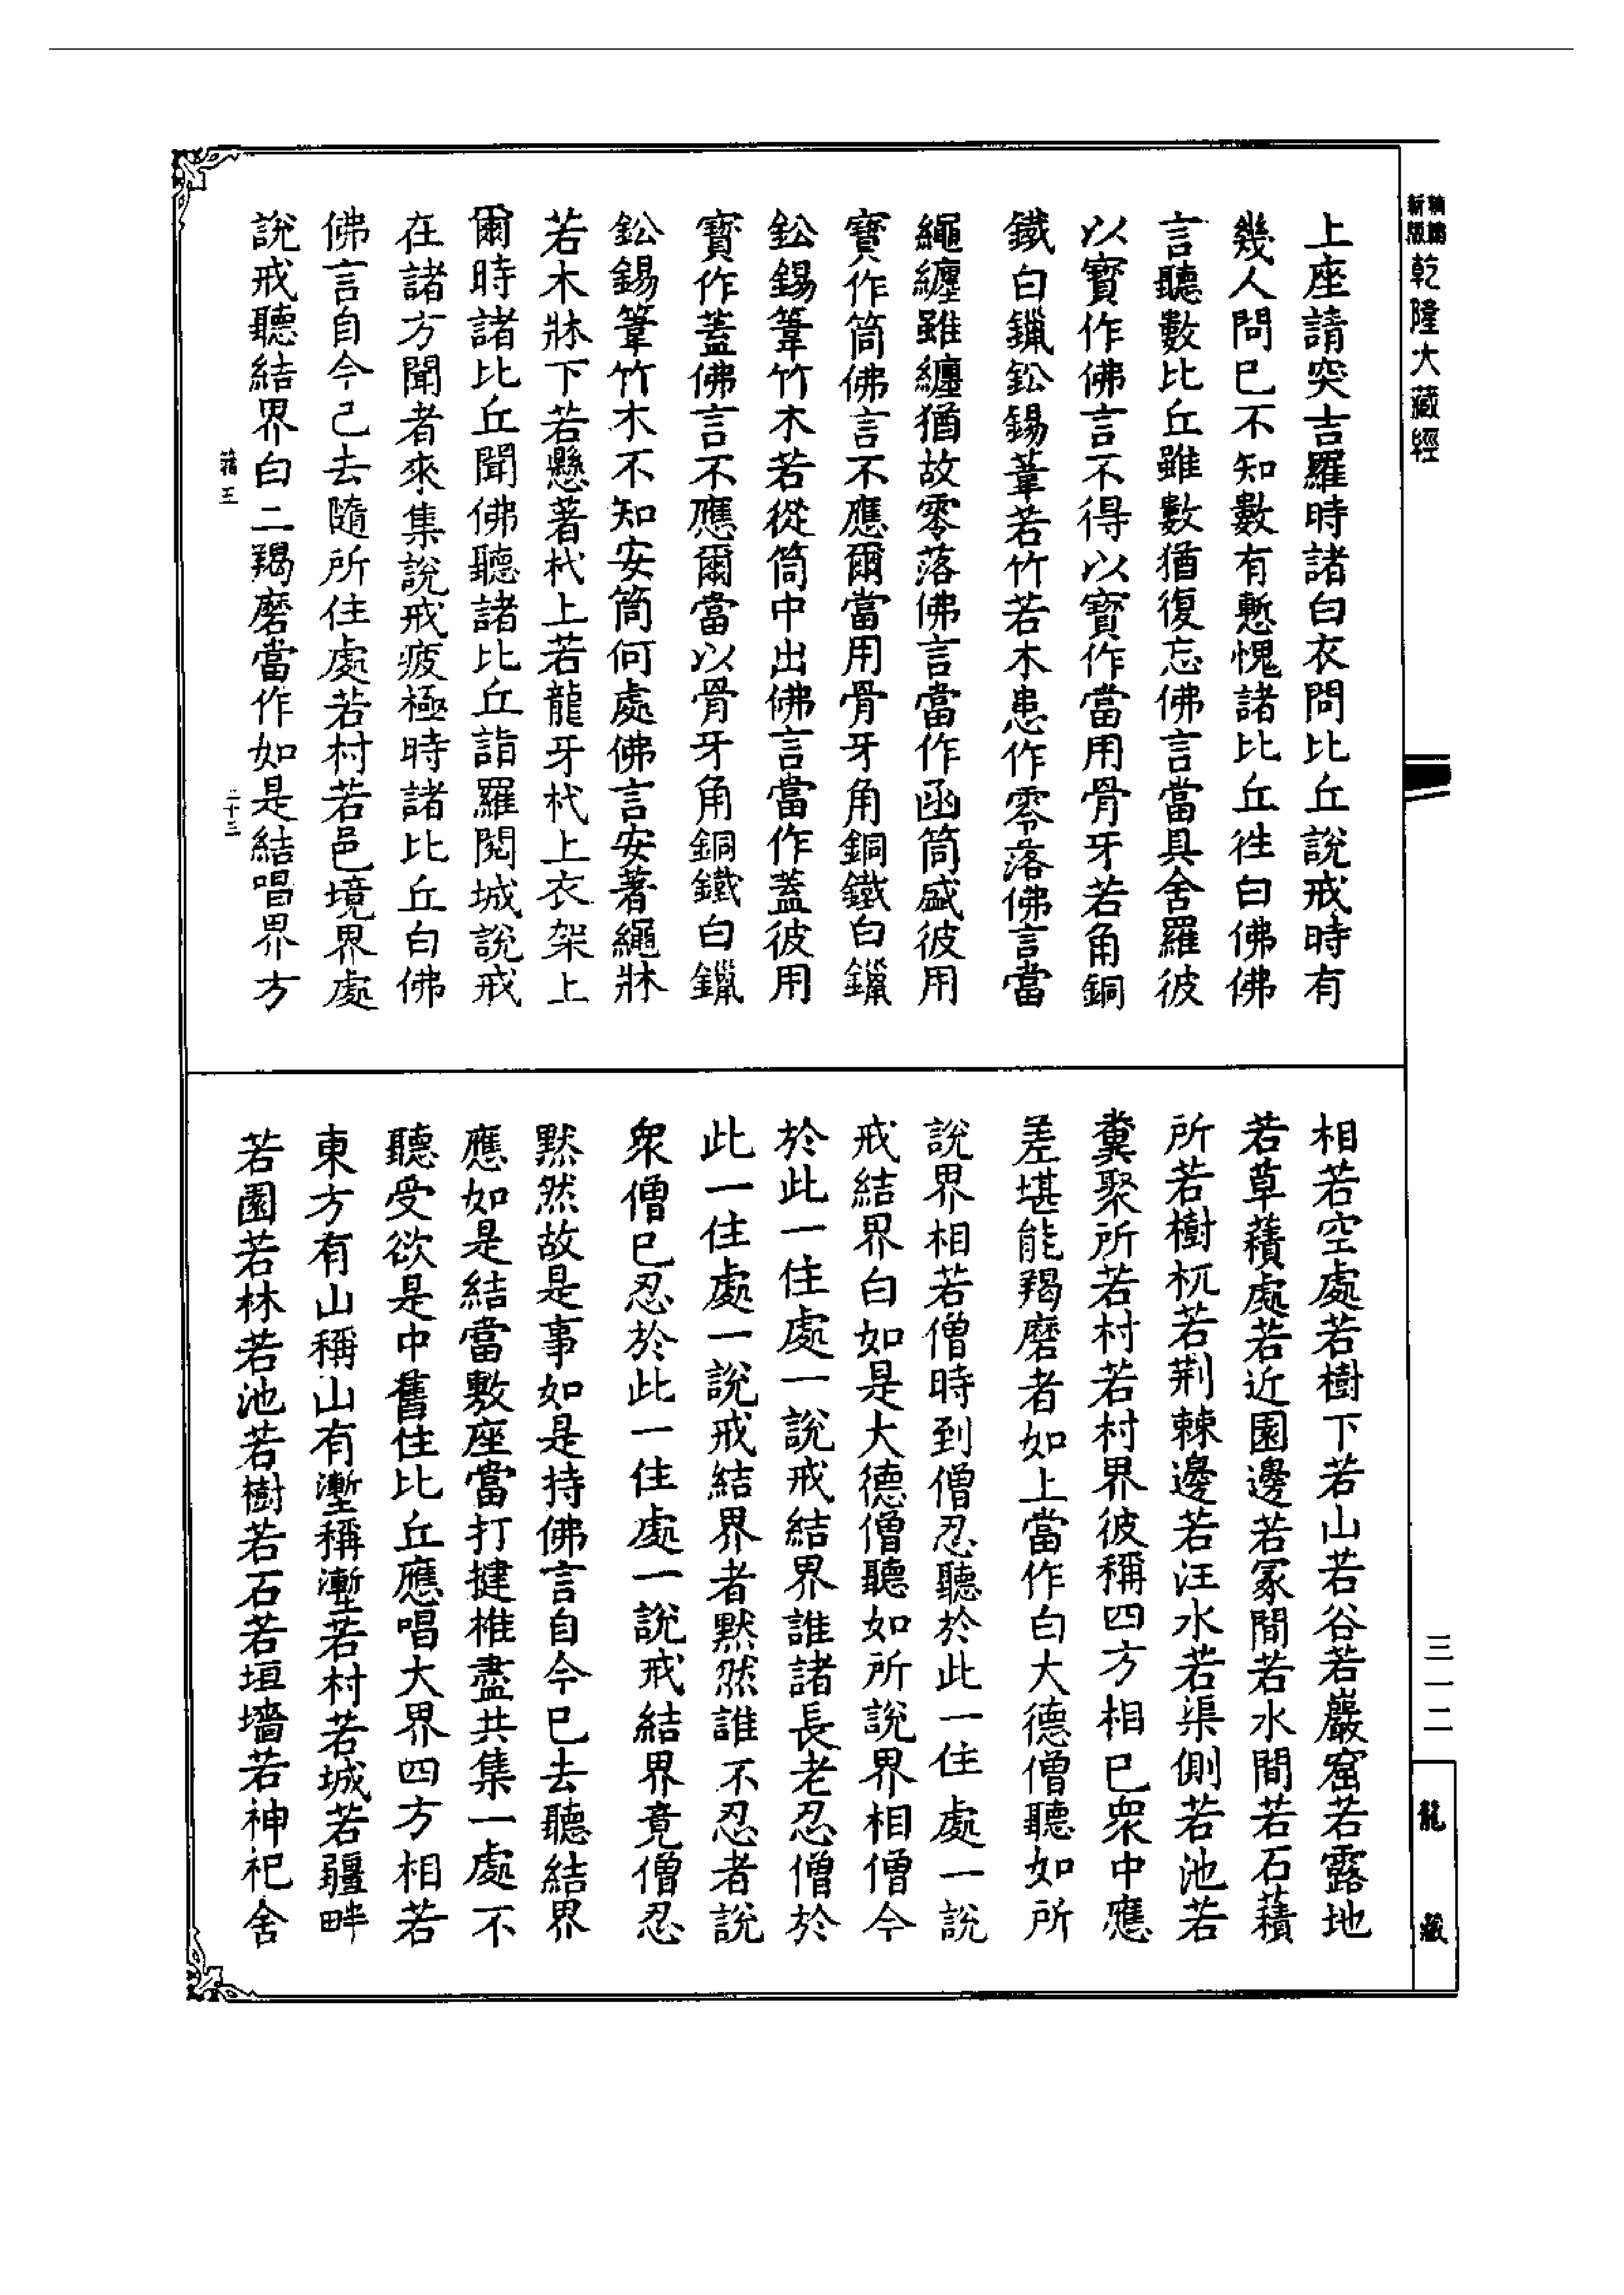 乾隆大藏經
上座請突吉羅時諸白衣問比丘說戒時有
幾人問已不知數有慙愧諸比丘往白佛佛
言聽數比丘雖數猶復忘佛言當具舍羅彼
以寶作佛言不得以寶作當用骨牙若角銅
鐵白鑞鈆錫葦若竹若木患作零落佛言當
繩纏雖纏猶故零落佛言當作函筒盛彼用
寶作筒佛言不應爾當用骨牙角銅鐵白鑞
鈆錫葦竹木若從筒中出佛言當作蓋彼用
寶作蓋佛言不應爾當以骨牙角銅鐵白鑞
鈆錫葦竹木不知安筒何處佛言安著繩牀
若木牀下若懸著杙上若龍牙杙上衣架上
爾時諸比丘聞佛聽諸比丘詣羅閱城說戒
在諸方聞者來集說戒疲極時諸比丘白佛
佛言自今已去隨所住處若村若邑境界處
說戒聽結界白二羯磨當作如是結唱界方
二十三
相若空處若樹下若山若谷若巖窟若露地
若草𧂐處若近園邊若冢間若水間若石𧂐
所若樹杌若荆棘邊若汪水若渠側若池若
糞聚所若村若村界彼稱四方相已衆中應
差堪能羯磨者如上當作白大德僧聽如所
說界相若僧時到僧忍聽於此一住處一說
戒結界白如是大德僧聽如所說界相僧今
於此一住處一說戒結界誰諸長老忍僧於
此一住處一說戒結界者默然誰不忍者說
衆僧已忍於此一住處一說戒結界竟僧忍
默然故是事如是持佛言自今已去聽結界
應如是結當敷座當打揵椎盡共集一處不
聽受欲是中舊住比丘應唱大界四方相若
東方有山稱山有壍稱壍若村若城若疆畔
若園若林若池若樹若石若垣墻若神祀舍
三一二
龍藏